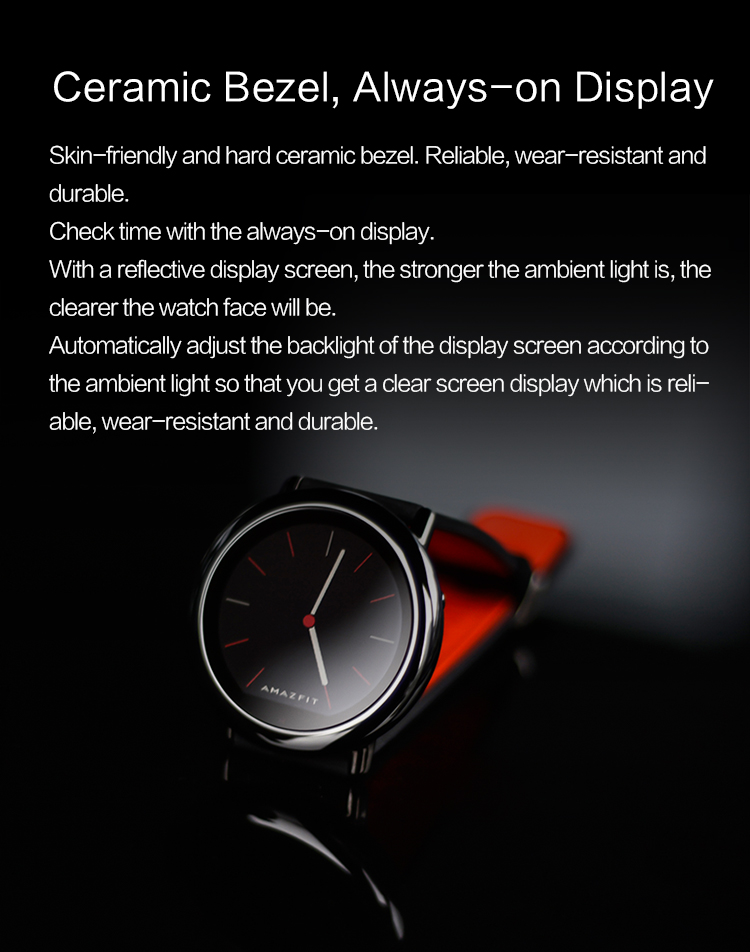 Ceramic Bezel, Always-on Display
Skin-friendly and hard ceramic bezel. Reliable, wear-resistant and
durable.
Check time with the always-on display.
With a reflective display screen, the stronger the ambient light is, the
clearer the watch face will be.
Automatically adjust the backlight of the display screen according to
the ambient light so that you get a clear screen display which is reli-
able, wear-resistant and durable.
AMAZFIT